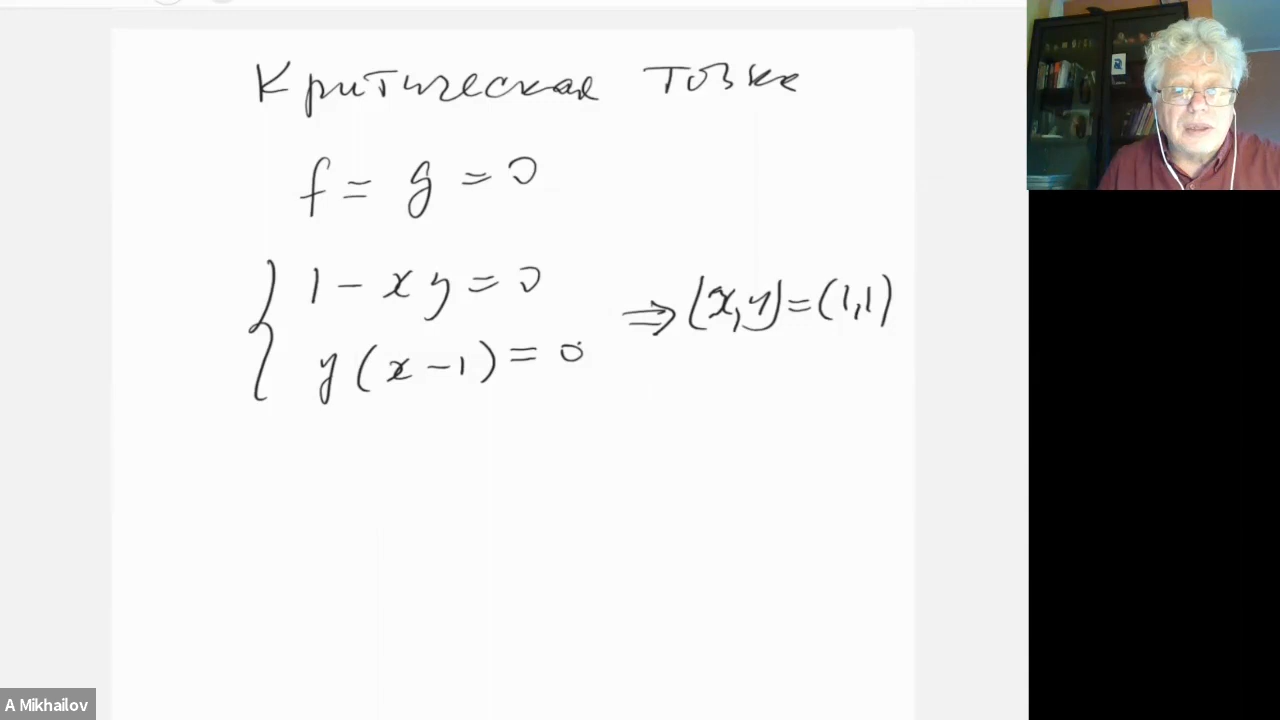 Критическая точка
f = g = 0
1 - xy = 0
y(x-1) = 0
⇒ (x,y) = (1,1)
A Mikhailov